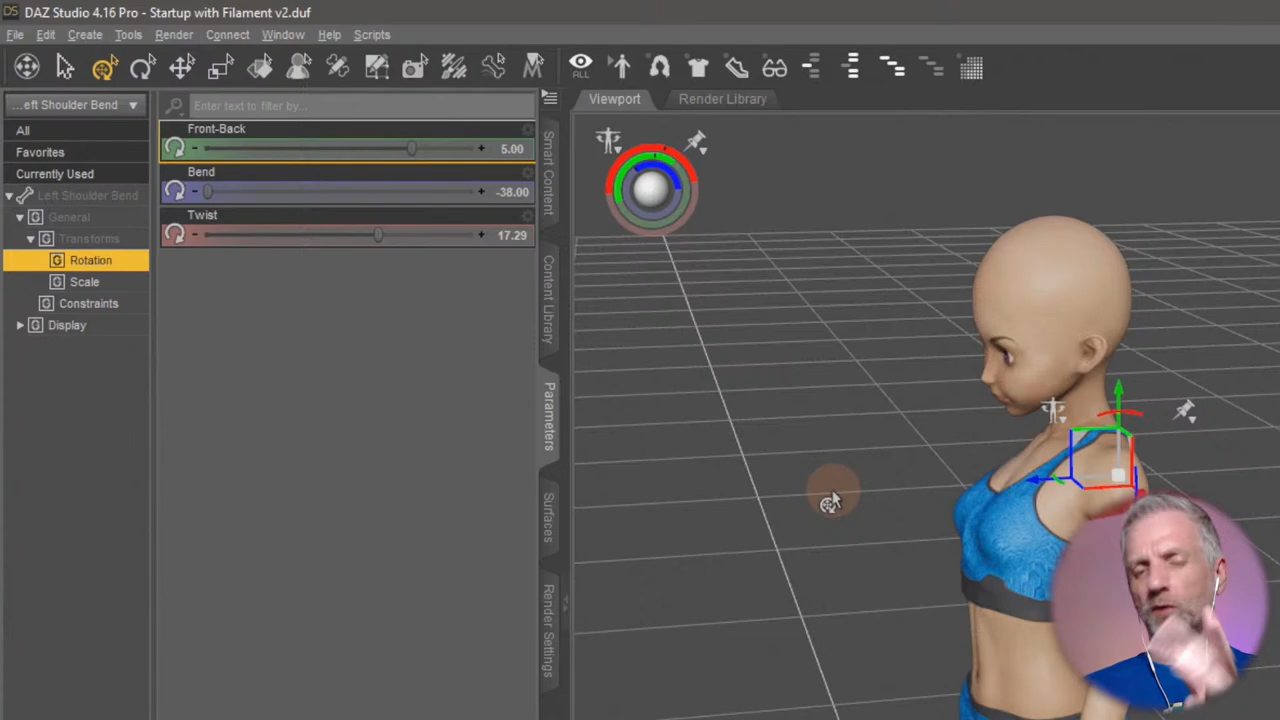 DS DAZ Studio 4.16 Pro - Startup with Filament v2.duf
File Edit Create Tools Render Connect Window Help Scripts
ALL
...eft Shoulder Bend
Enter text to filter by...
Viewport
Render Library
All
Favorites
Currently Used
Left Shoulder Bend
G General
G Transforms
G Rotation
G Scale
G Constraints
G Display
Front-Back
- + 5.00
Bend
- + -38.00
Twist
- + 17.29
Smart Content
Content Library
Parameters
Surfaces
Render Settings